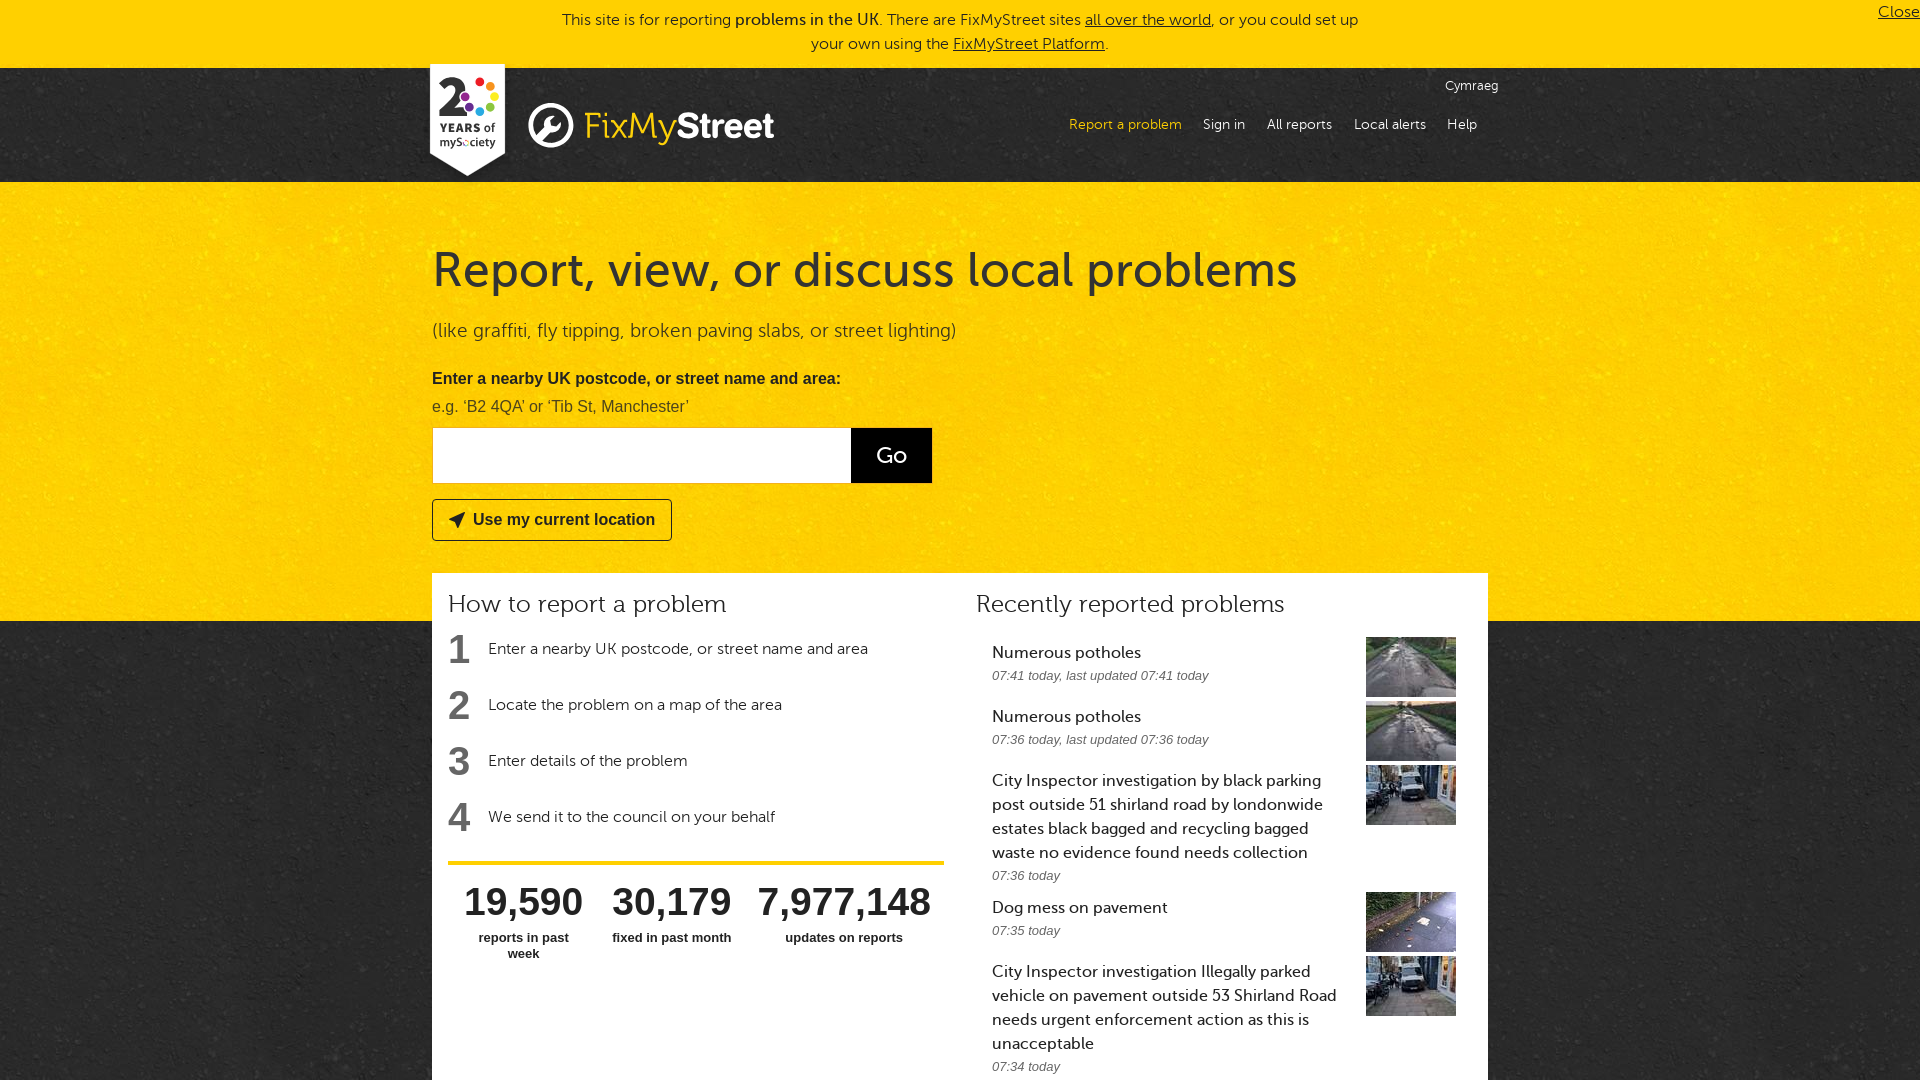 This site is for reporting problems in the UK. There are FixMyStreet sites all over the world, or you could set up
your own using the FixMyStreet Platform.
Close
20
YEARS of
mySociety
FixMyStreet
Cymraeg
Report a problem
Sign in
All reports
Local alerts
Help
Report, view, or discuss local problems
(like graffiti, fly tipping, broken paving slabs, or street lighting)
Enter a nearby UK postcode, or street name and area:
e.g. ‘B2 4QA’ or ‘Tib St, Manchester’
Go
Use my current location
How to report a problem
1 Enter a nearby UK postcode, or street name and area
2 Locate the problem on a map of the area
3 Enter details of the problem
4 We send it to the council on your behalf
19,590
reports in past
week
30,179
fixed in past month
7,977,148
updates on reports
Recently reported problems
Numerous potholes
07:41 today, last updated 07:41 today
Numerous potholes
07:36 today, last updated 07:36 today
City Inspector investigation by black parking
post outside 51 shirland road by londonwide
estates black bagged and recycling bagged
waste no evidence found needs collection
07:36 today
Dog mess on pavement
07:35 today
City Inspector investigation Illegally parked
vehicle on pavement outside 53 Shirland Road
needs urgent enforcement action as this is
unacceptable
07:34 today